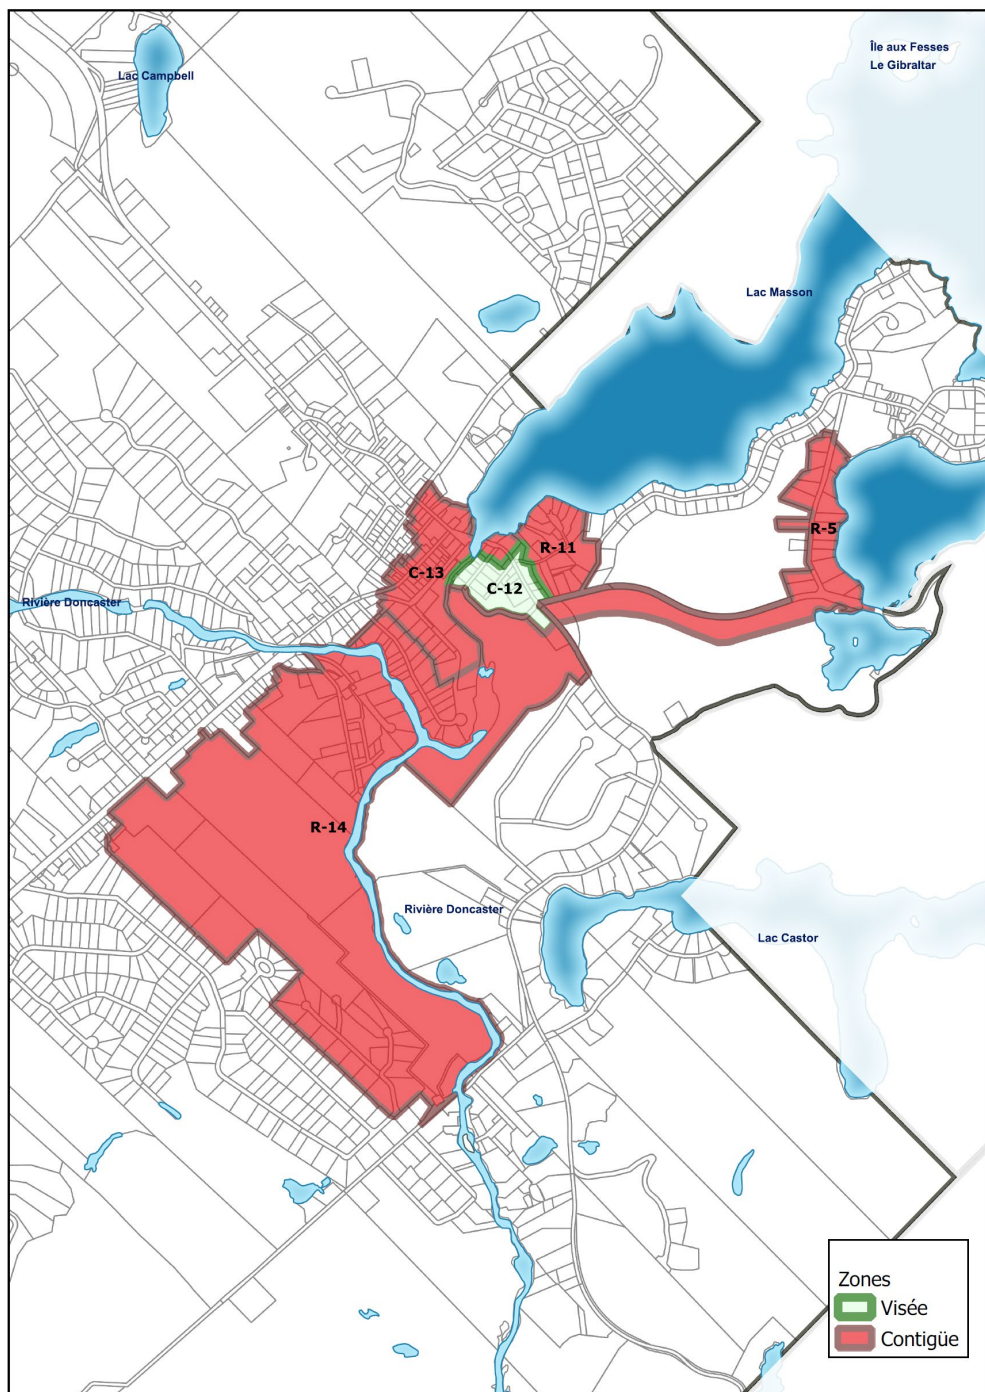 Île aux Fesses
Le Gibraltar
Lac Campbell
Lac Masson
R-5
R-11
C-13
C-12
Rivière Doncaster
R-14
Rivière Doncaster
Lac Castor
Zones
Visée
Contigüe